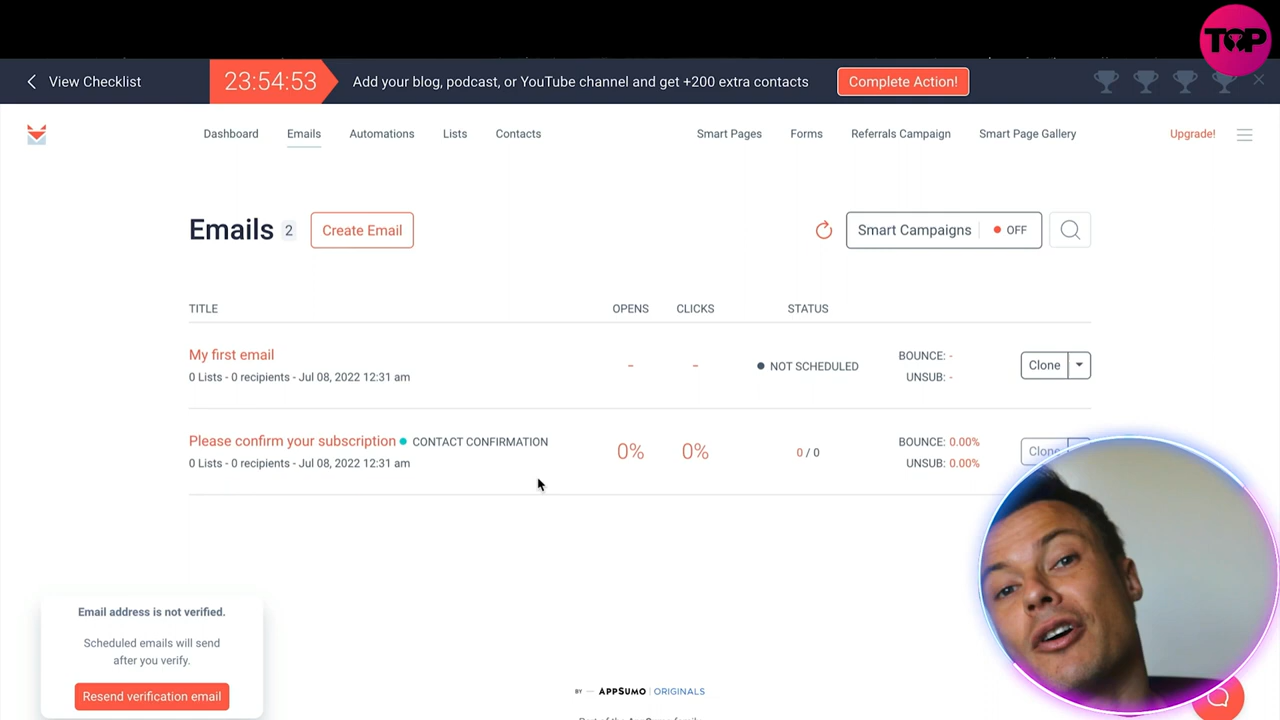 TOP
View Checklist
23:54:53
Add your blog, podcast, or YouTube channel and get +200 extra contacts
Complete Action!
Dashboard Emails Automations Lists Contacts Smart Pages Forms Referrals Campaign Smart Page Gallery Upgrade!
Emails 2 Create Email Smart Campaigns OFF
TITLE OPENS CLICKS STATUS
My first email
0 Lists - 0 recipients - Jul 08, 2022 12:31 am
- - NOT SCHEDULED
BOUNCE: -
UNSUB: -
Clone
Please confirm your subscription CONTACT CONFIRMATION
0 Lists - 0 recipients - Jul 08, 2022 12:31 am
0% 0% 0 / 0
BOUNCE: 0.00%
UNSUB: 0.00%
Clone
Email address is not verified.
Scheduled emails will send
after you verify.
Resend verification email
BY — APPSUMO | ORIGINALS